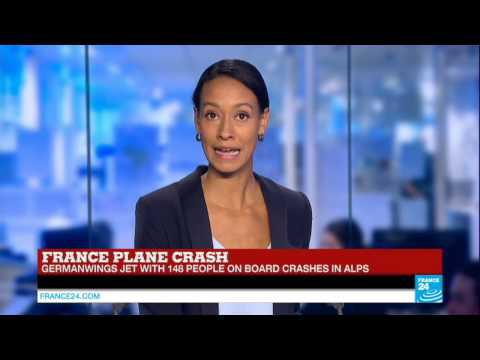 FRANCE PLANE CRASH
GERMANWINGS JET WITH 148 PEOPLE ON BOARD CRASHES IN ALPS
FRANCE24.COM
FRANCE
24